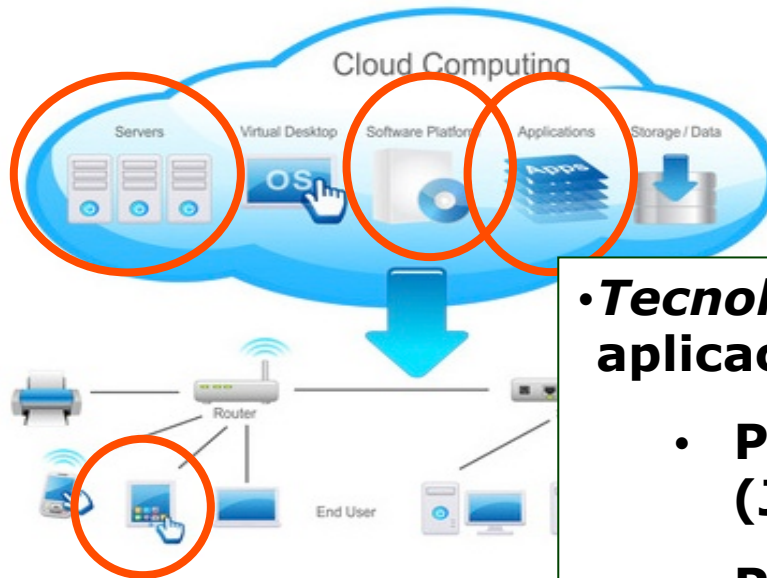 Cloud Computing
Servers
Virtual Desktop
Software Platform
Applications
Storage / Data
OS
Apps
•Tecnol
aplicac
Router
• P
(J
End User